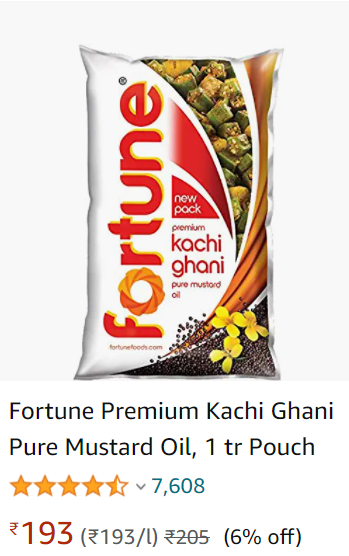 fortune®
new
pack
premium
kachi
ghani
pure mustard
oil
fortunefoods.com
Fortune Premium Kachi Ghani
Pure Mustard Oil, 1 tr Pouch
7,608
₹193 (₹193/l) ₹205 (6% off)